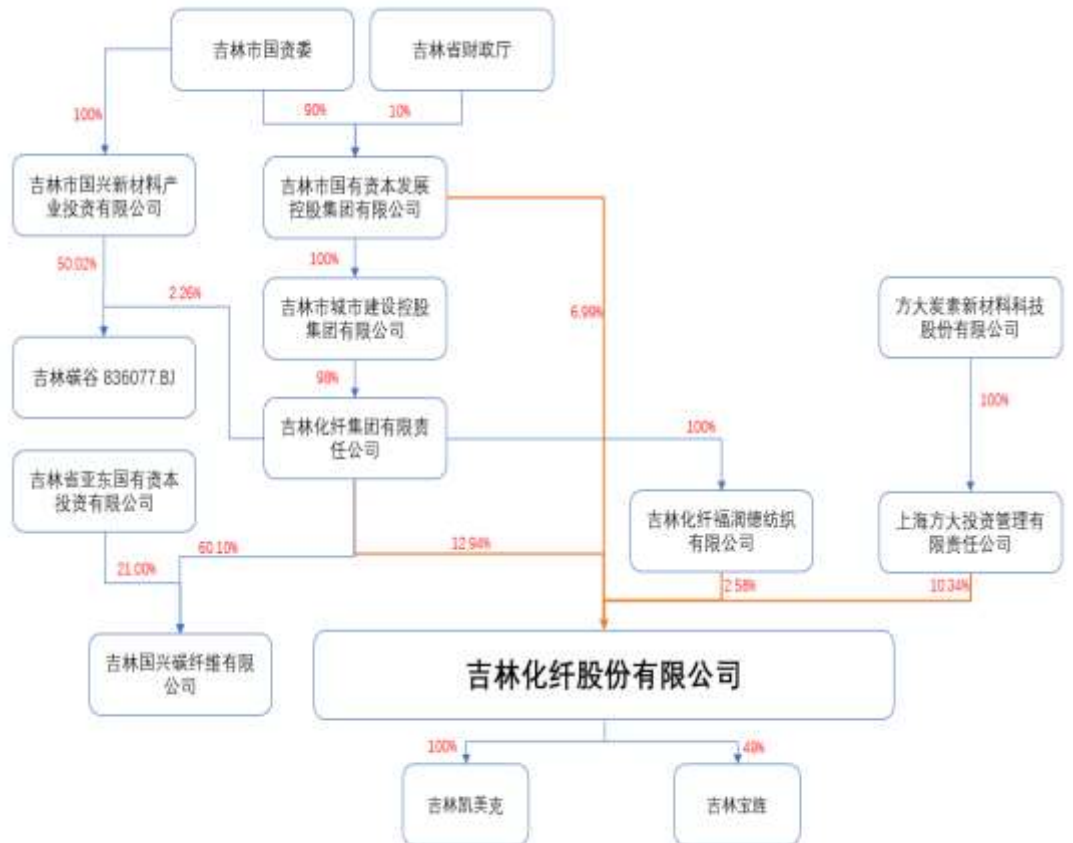 吉林市国资委
吉林省财政厅
100%
90%
10%
吉林市国兴新材料产
业投资有限公司
吉林市国有资本发展
控股集团有限公司
50.02%
2.26%
100%
6.99%
吉林市城市建设控股
集团有限公司
方大炭素新材料科技
股份有限公司
吉林碳谷 836077.BJ
98%
100%
吉林化纤集团有限责
任公司
100%
吉林省亚东国有资本
投资有限公司
吉林化纤福润德纺织
有限公司
上海方大投资管理有
限责任公司
60.10%
12.94%
21.00%
2.58%
10.34%
吉林国兴碳纤维有限
公司
吉林化纤股份有限公司
100%
49%
吉林凯美克
吉林宝旌